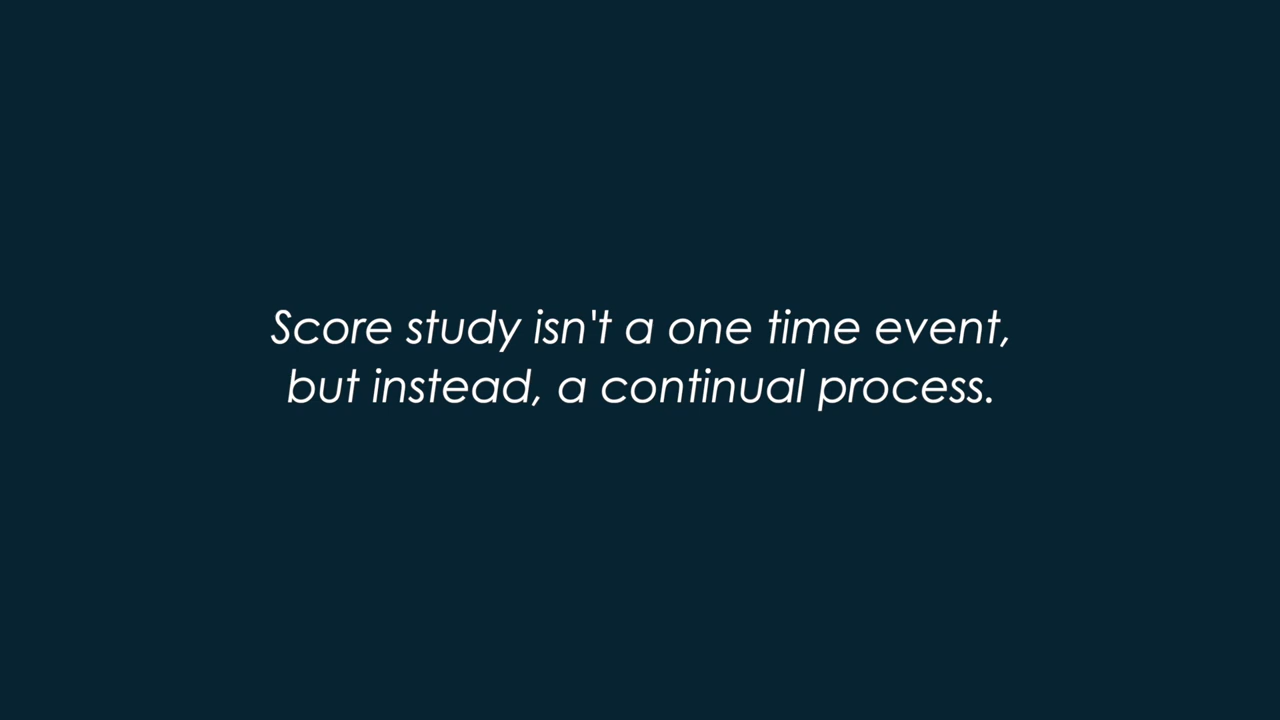 Score study isn't a one time event,
but instead, a continual process.